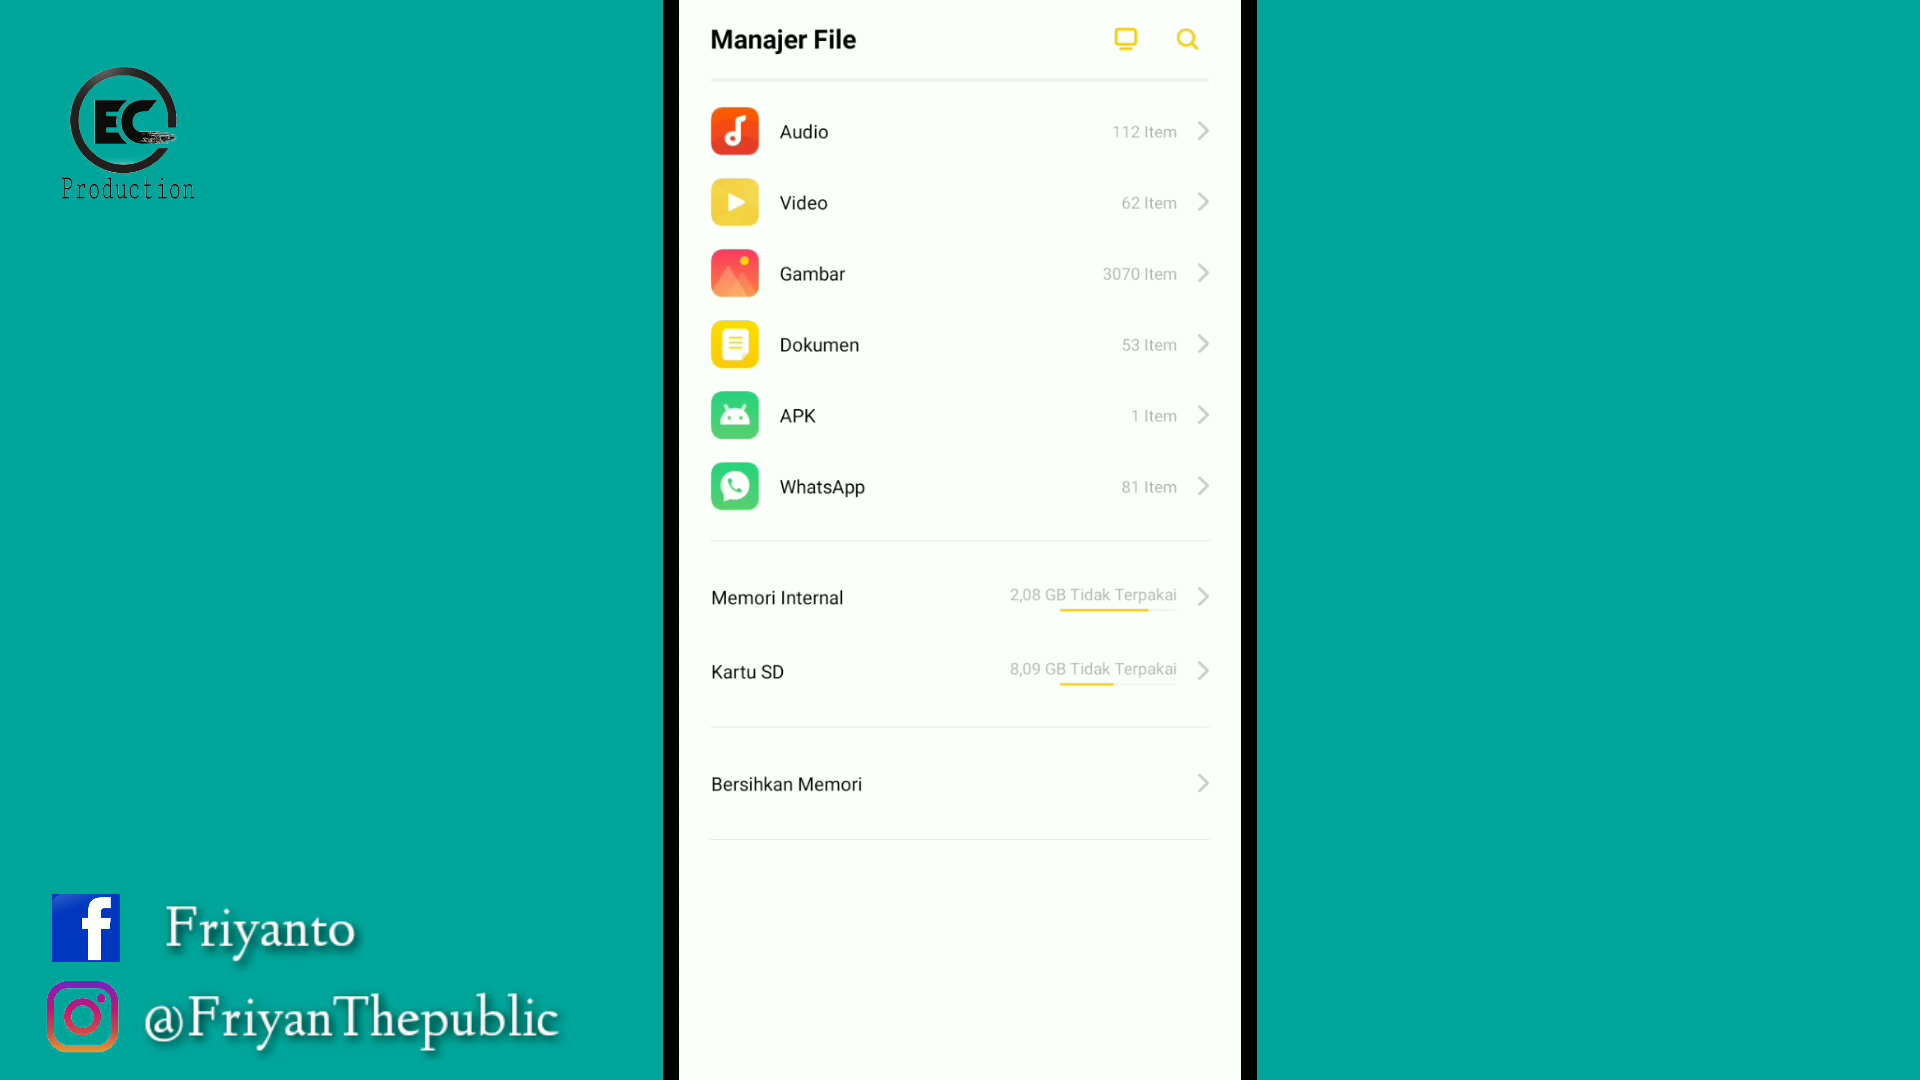 EC
Production
Manajer File
Audio 112 Item
Video 62 Item
Gambar 3070 Item
Dokumen 53 Item
APK 1 Item
WhatsApp 81 Item
Memori Internal 2,08 GB Tidak Terpakai
Kartu SD 8,09 GB Tidak Terpakai
Bersihkan Memori
f Friyanto
@FriyanThepublic